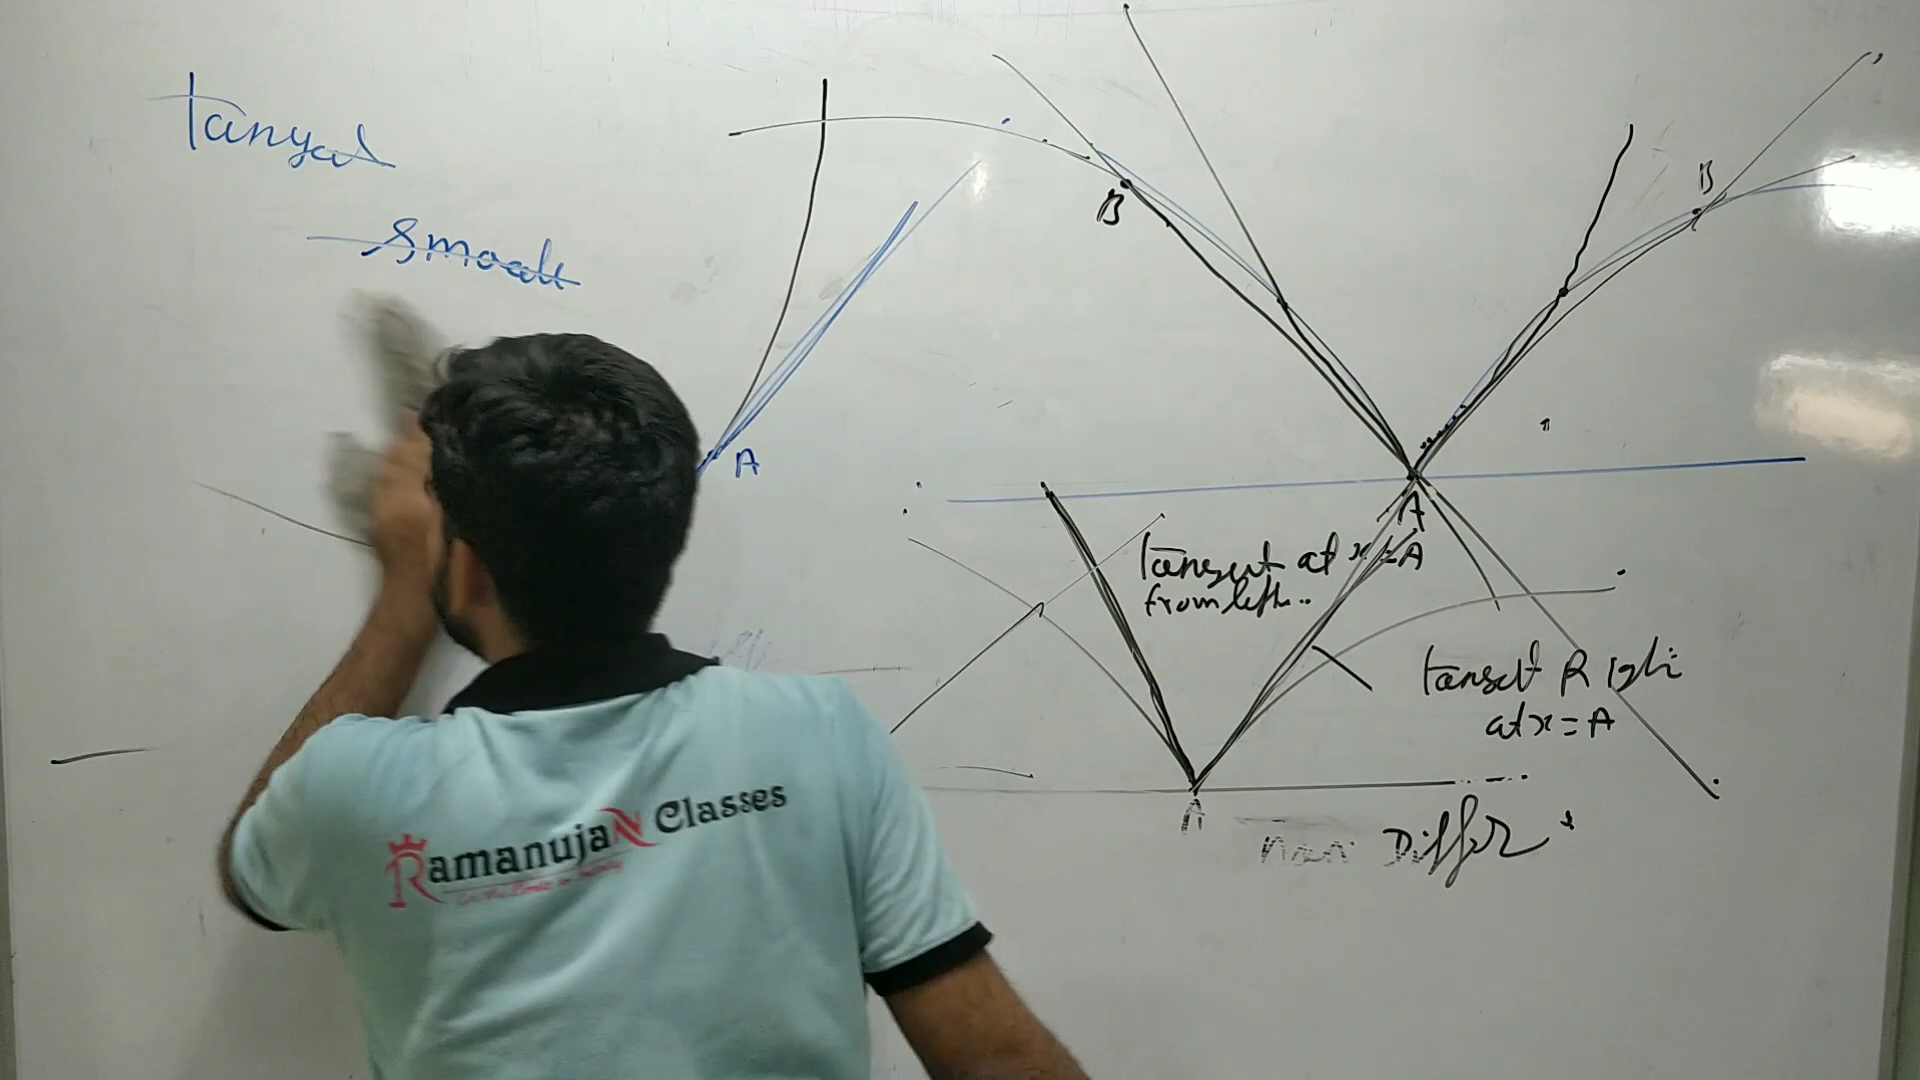 tangent
smooth
A
B
B
A
tangent at x = A
from left..
tangent Right
at x = A
A
non Differ
Ramanujan Classes